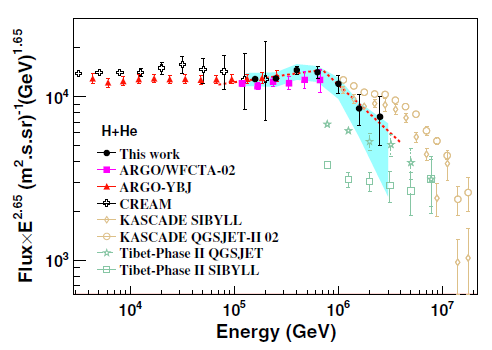 Flux×E^2.65 (m^2.s.sr)^-1(GeV)^1.65
10^4
10^3
H+He
This work
ARGO/WFCTA-02
ARGO-YBJ
CREAM
KASCADE SIBYLL
KASCADE QGSJET-II 02
Tibet-Phase II QGSJET
Tibet-Phase II SIBYLL
10^4 10^5 10^6 10^7
Energy (GeV)